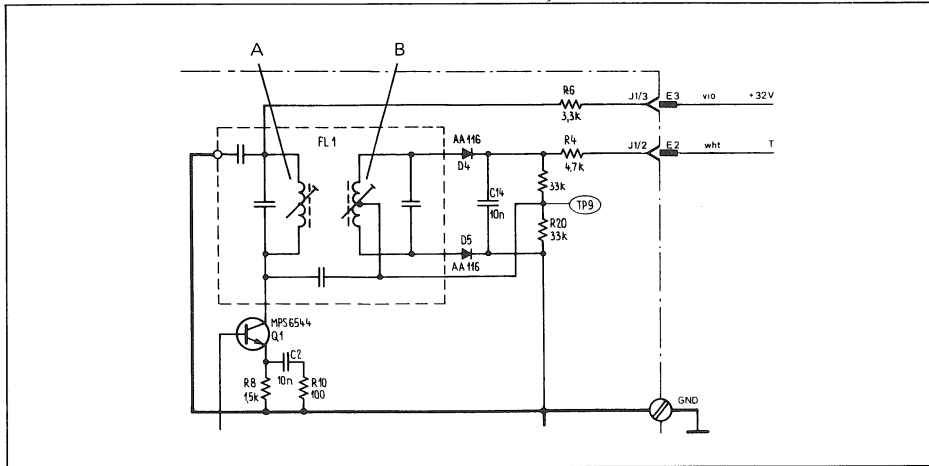 A
B
R6
3,3k
J1/3
E3
vio
+32V
FL1
AA116
D4
R4
4,7k
J1/2
E2
wht
T
C14
10n
33k
TP9
R20
33k
D5
AA116
MPS6544
Q1
C2
10n
R8
1,5k
R10
100
GND